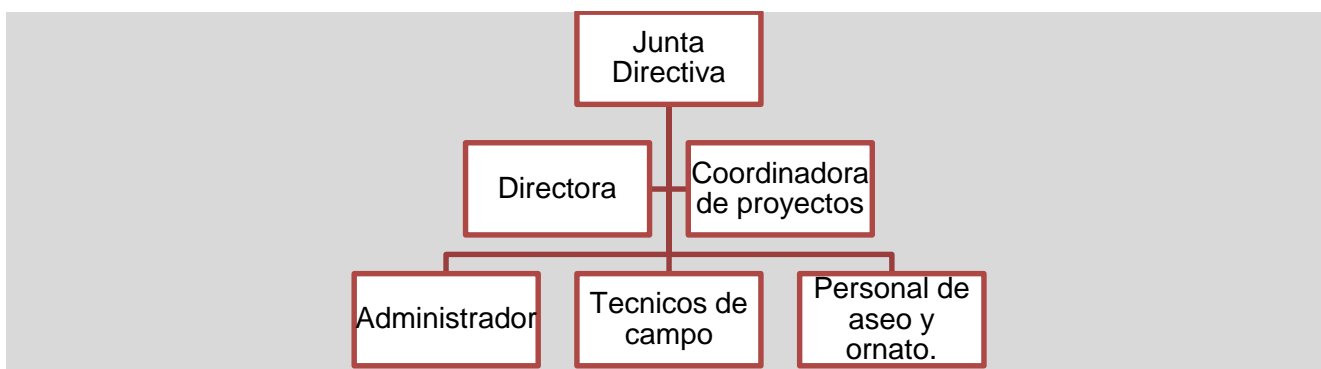 Junta
Directiva
Directora
Coordinadora
de proyectos
Administrador
Tecnicos de
campo
Personal de
aseo y
ornato.